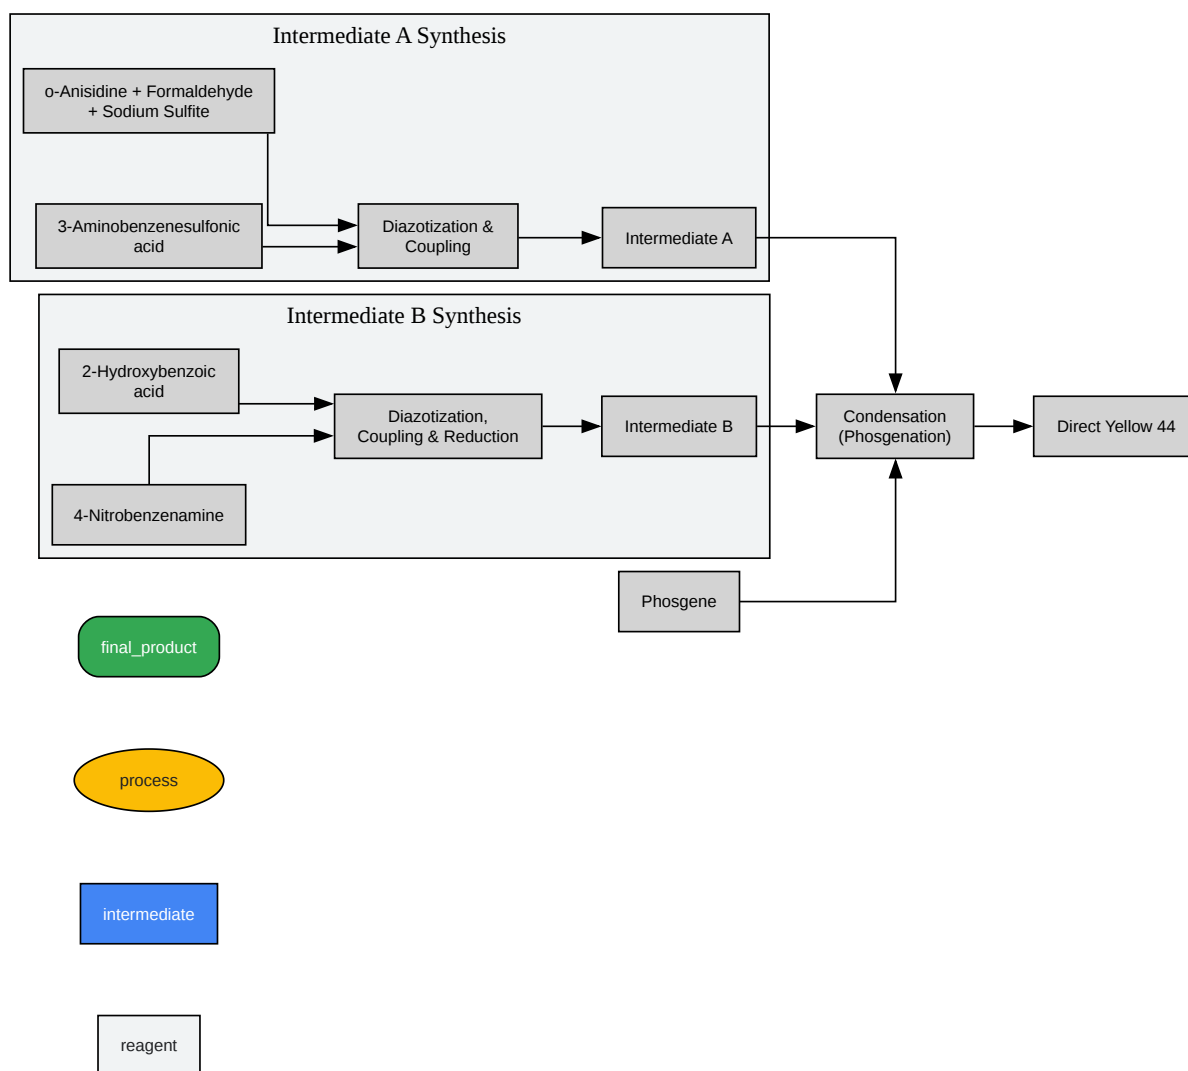 Intermediate A Synthesis
o-Anisidine + Formaldehyde
+ Sodium Sulfite
3-Aminobenzenesulfonic
acid
Diazotization &
Coupling
Intermediate A
Intermediate B Synthesis
2-Hydroxybenzoic
acid
Diazotization,
Coupling & Reduction
Intermediate B
Condensation
(Phosgenation)
Direct Yellow 44
4-Nitrobenzenamine
Phosgene
final_product
process
intermediate
reagent